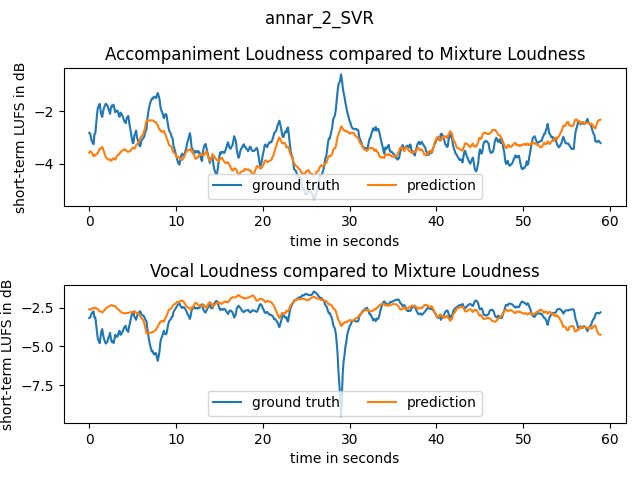 annar_2_SVR
Accompaniment Loudness compared to Mixture Loudness
short-term LUFS in dB
−2
−4
ground truth
prediction
0 10 20 30 40 50 60
time in seconds
Vocal Loudness compared to Mixture Loudness
short-term LUFS in dB
−2.5
−5.0
−7.5
ground truth
prediction
0 10 20 30 40 50 60
time in seconds